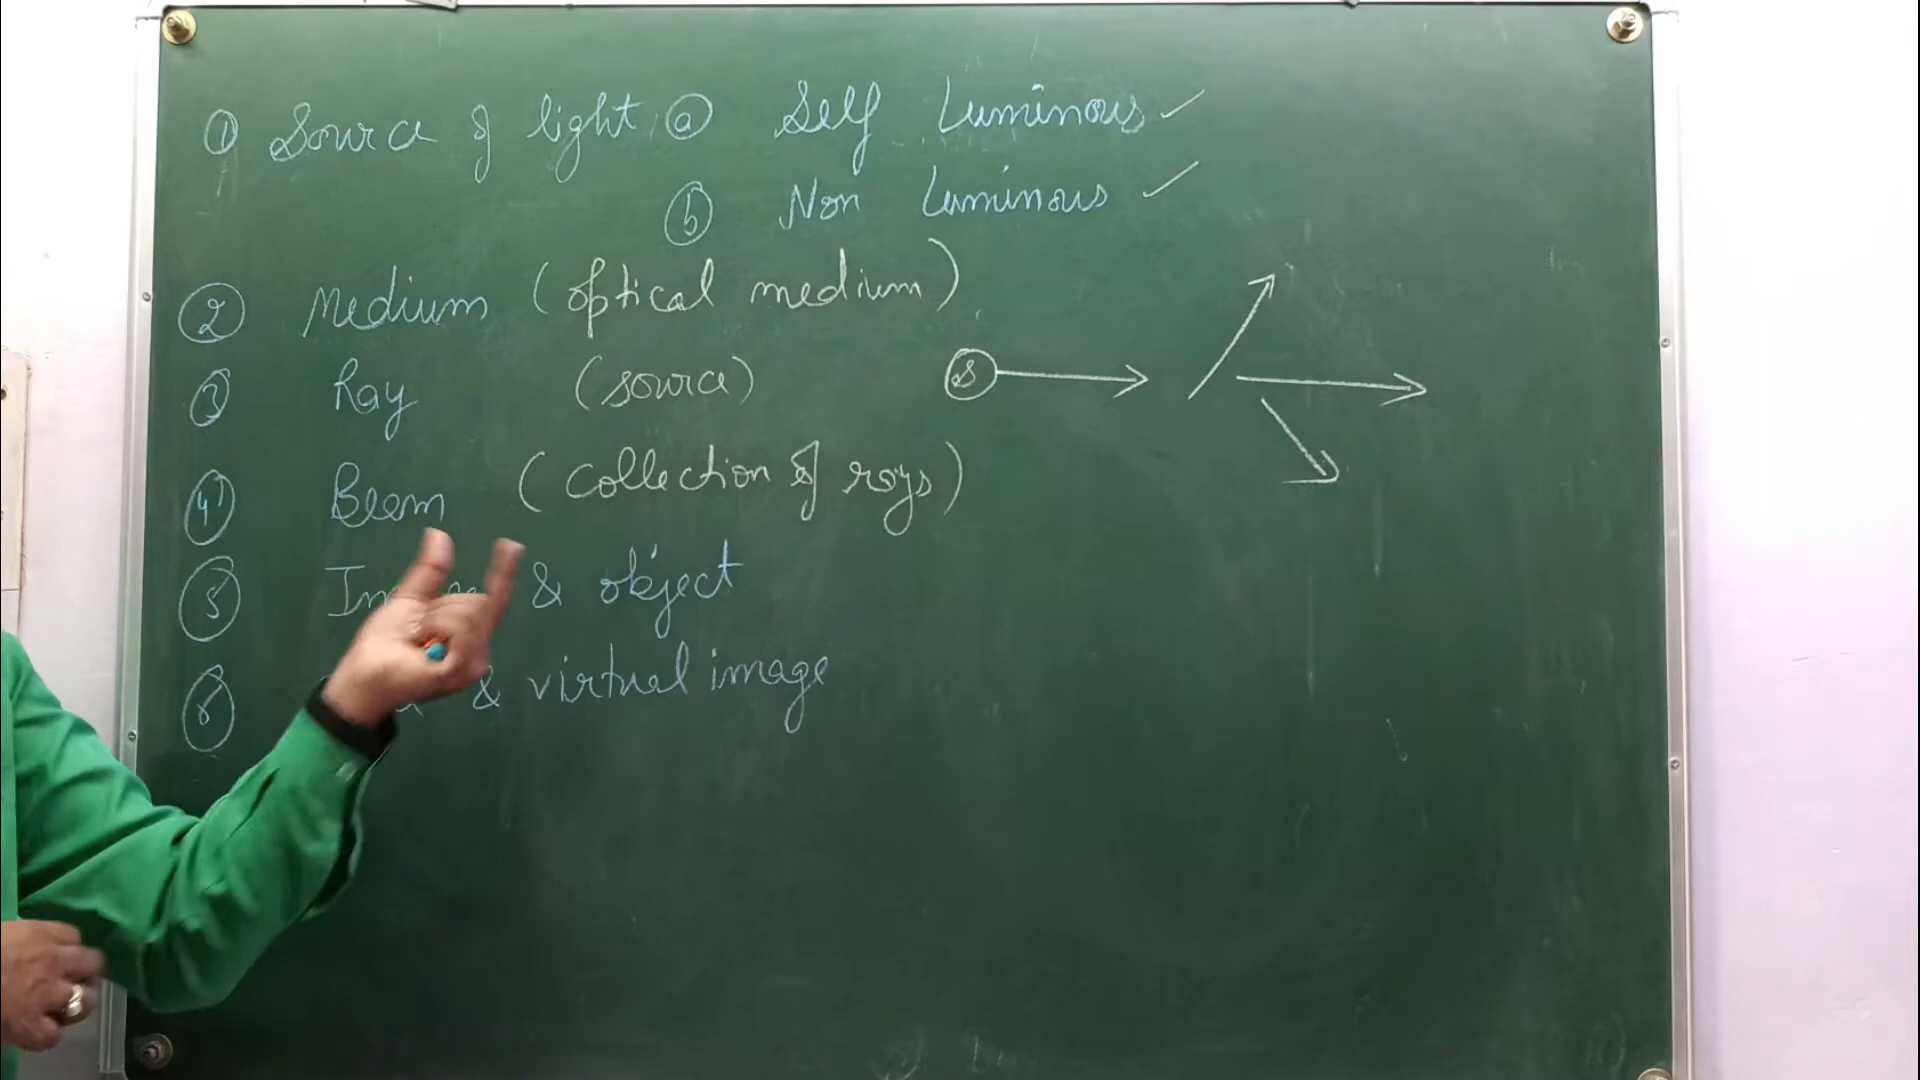 ① Source of light ⓐ Self Luminous ✓
ⓑ Non Luminous ✓
② Medium (optical medium)
③ Ray (source) S
④ Beam (collection of rays)
⑤ & object
⑥ & virtual image